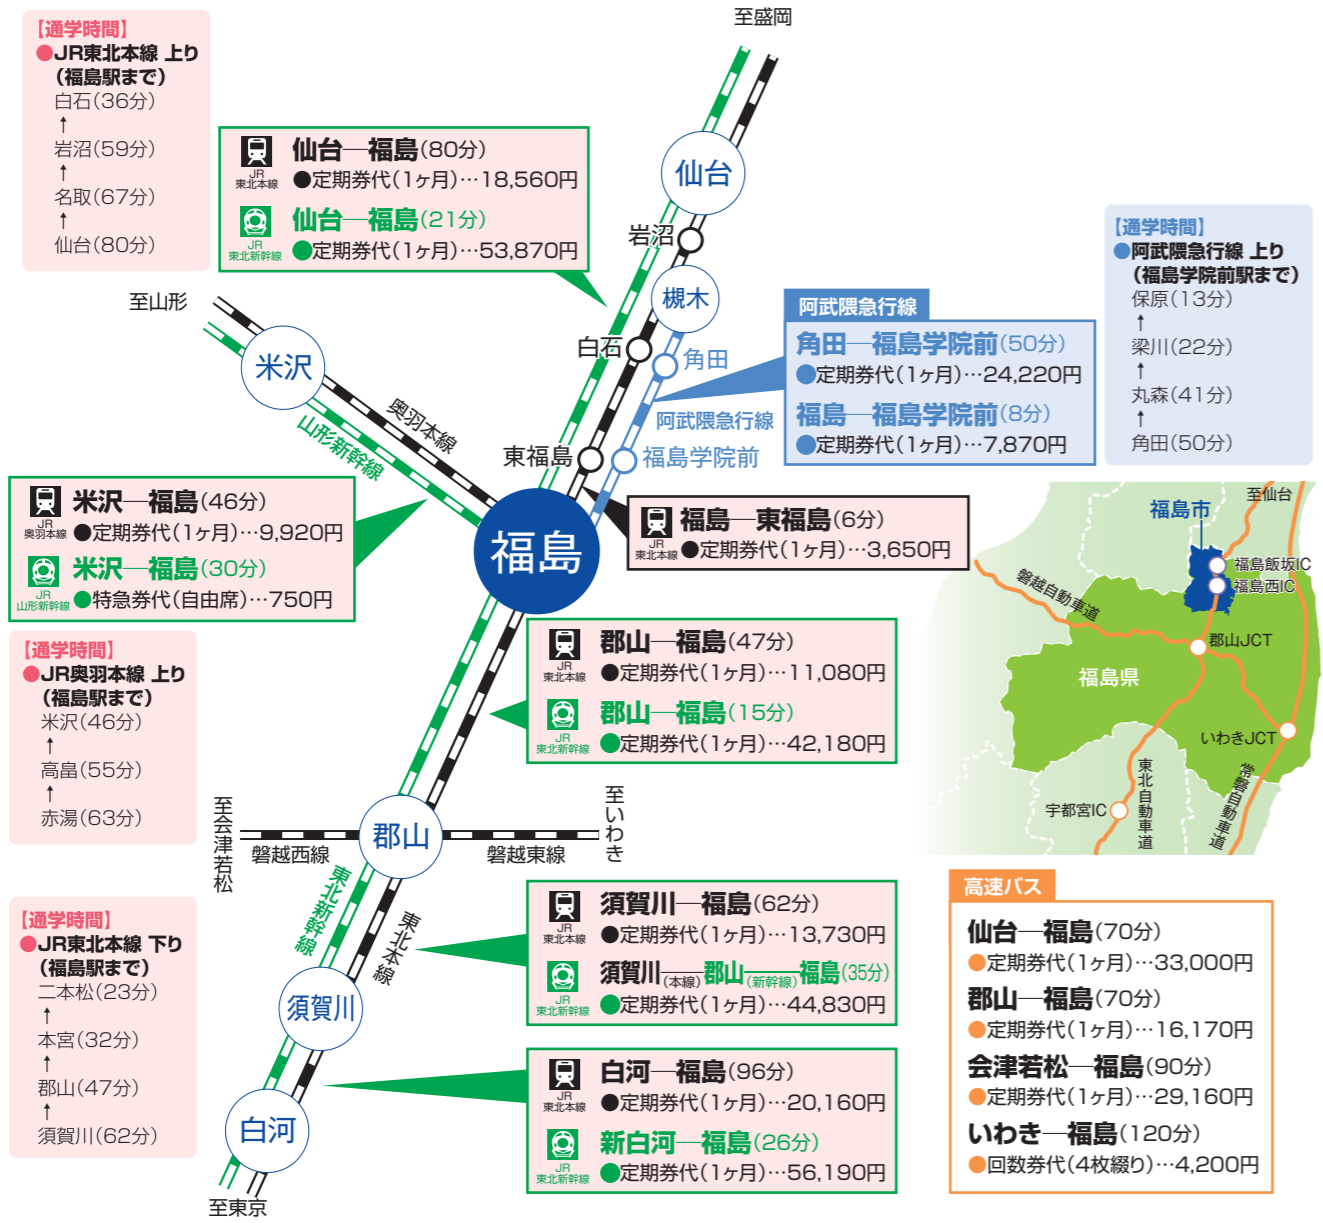 【通学時間】
●JR東北本線 上り
（福島駅まで）
白石（36分）
↑
岩沼（59分）
↑
名取（67分）
↑
仙台（80分）
JR
東北本線
仙台―福島（80分）
●定期券代（1ヶ月）…18,560円
JR
東北新幹線
仙台―福島（21分）
●定期券代（1ヶ月）…53,870円
至盛岡
仙台
岩沼
槻木
白石
角田
阿武隈急行線
東福島
福島学院前
福島
至山形
米沢
奥羽本線
山形新幹線
阿武隈急行線
角田―福島学院前（50分）
●定期券代（1ヶ月）…24,220円
福島―福島学院前（8分）
●定期券代（1ヶ月）…7,870円
【通学時間】
●阿武隈急行線 上り
（福島学院前駅まで）
保原（13分）
↑
梁川（22分）
↑
丸森（41分）
↑
角田（50分）
JR
奥羽本線
米沢―福島（46分）
●定期券代（1ヶ月）…9,920円
JR
山形新幹線
米沢―福島（30分）
●特急券代（自由席）…750円
JR
東北本線
福島―東福島（6分）
●定期券代（1ヶ月）…3,650円
【通学時間】
●JR奥羽本線 上り
（福島駅まで）
米沢（46分）
↑
高畠（55分）
↑
赤湯（63分）
JR
東北本線
郡山―福島（47分）
●定期券代（1ヶ月）…11,080円
JR
東北新幹線
郡山―福島（15分）
●定期券代（1ヶ月）…42,180円
至会津若松
磐越西線
郡山
磐越東線
至いわき
東北新幹線
東北本線
須賀川
白河
至東京
【通学時間】
●JR東北本線 下り
（福島駅まで）
二本松（23分）
↑
本宮（32分）
↑
郡山（47分）
↑
須賀川（62分）
JR
東北本線
須賀川―福島（62分）
●定期券代（1ヶ月）…13,730円
JR
東北新幹線
須賀川―（本線）郡山―（新幹線）福島（35分）
●定期券代（1ヶ月）…44,830円
JR
東北本線
白河―福島（96分）
●定期券代（1ヶ月）…20,160円
JR
東北新幹線
新白河―福島（26分）
●定期券代（1ヶ月）…56,190円
至仙台
福島市
福島飯坂IC
福島西IC
磐越自動車道
郡山JCT
福島県
いわきJCT
東北自動車道
常磐自動車道
宇都宮IC
高速バス
仙台―福島（70分）
●定期券代（1ヶ月）…33,000円
郡山―福島（70分）
●定期券代（1ヶ月）…16,170円
会津若松―福島（90分）
●定期券代（1ヶ月）…29,160円
いわき―福島（120分）
●回数券代（4枚綴り）…4,200円